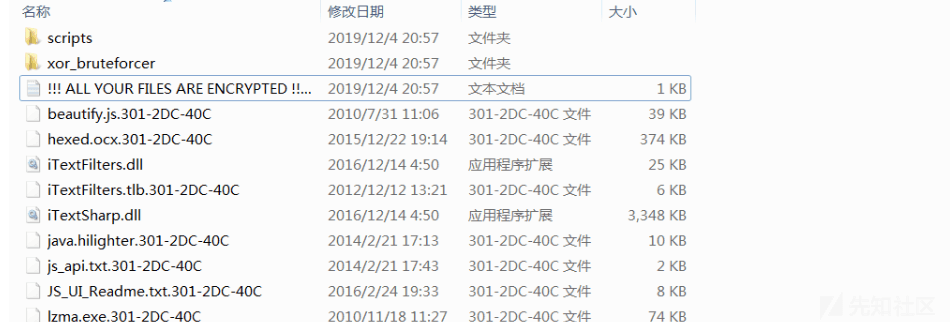 名称 修改日期 类型 大小
scripts 2019/12/4 20:57 文件夹
xor_bruteforcer 2019/12/4 20:57 文件夹
!!! ALL YOUR FILES ARE ENCRYPTED !!... 2019/12/4 20:57 文本文档 1 KB
beautify.js.301-2DC-40C 2010/7/31 11:06 301-2DC-40C 文件 39 KB
hexed.ocx.301-2DC-40C 2015/12/22 19:14 301-2DC-40C 文件 374 KB
iTextFilters.dll 2016/12/14 4:50 应用程序扩展 25 KB
iTextFilters.tlb.301-2DC-40C 2012/12/12 13:21 301-2DC-40C 文件 6 KB
iTextSharp.dll 2016/12/14 4:50 应用程序扩展 3,348 KB
java.hilighter.301-2DC-40C 2014/2/21 17:13 301-2DC-40C 文件 10 KB
js_api.txt.301-2DC-40C 2014/2/21 17:43 301-2DC-40C 文件 2 KB
JS_UI_Readme.txt.301-2DC-40C 2016/2/24 19:33 301-2DC-40C 文件 8 KB
lzma.exe.301-2DC-40C 2010/11/18 11:27 301-2DC-40C 文件 74 KB
先知社区